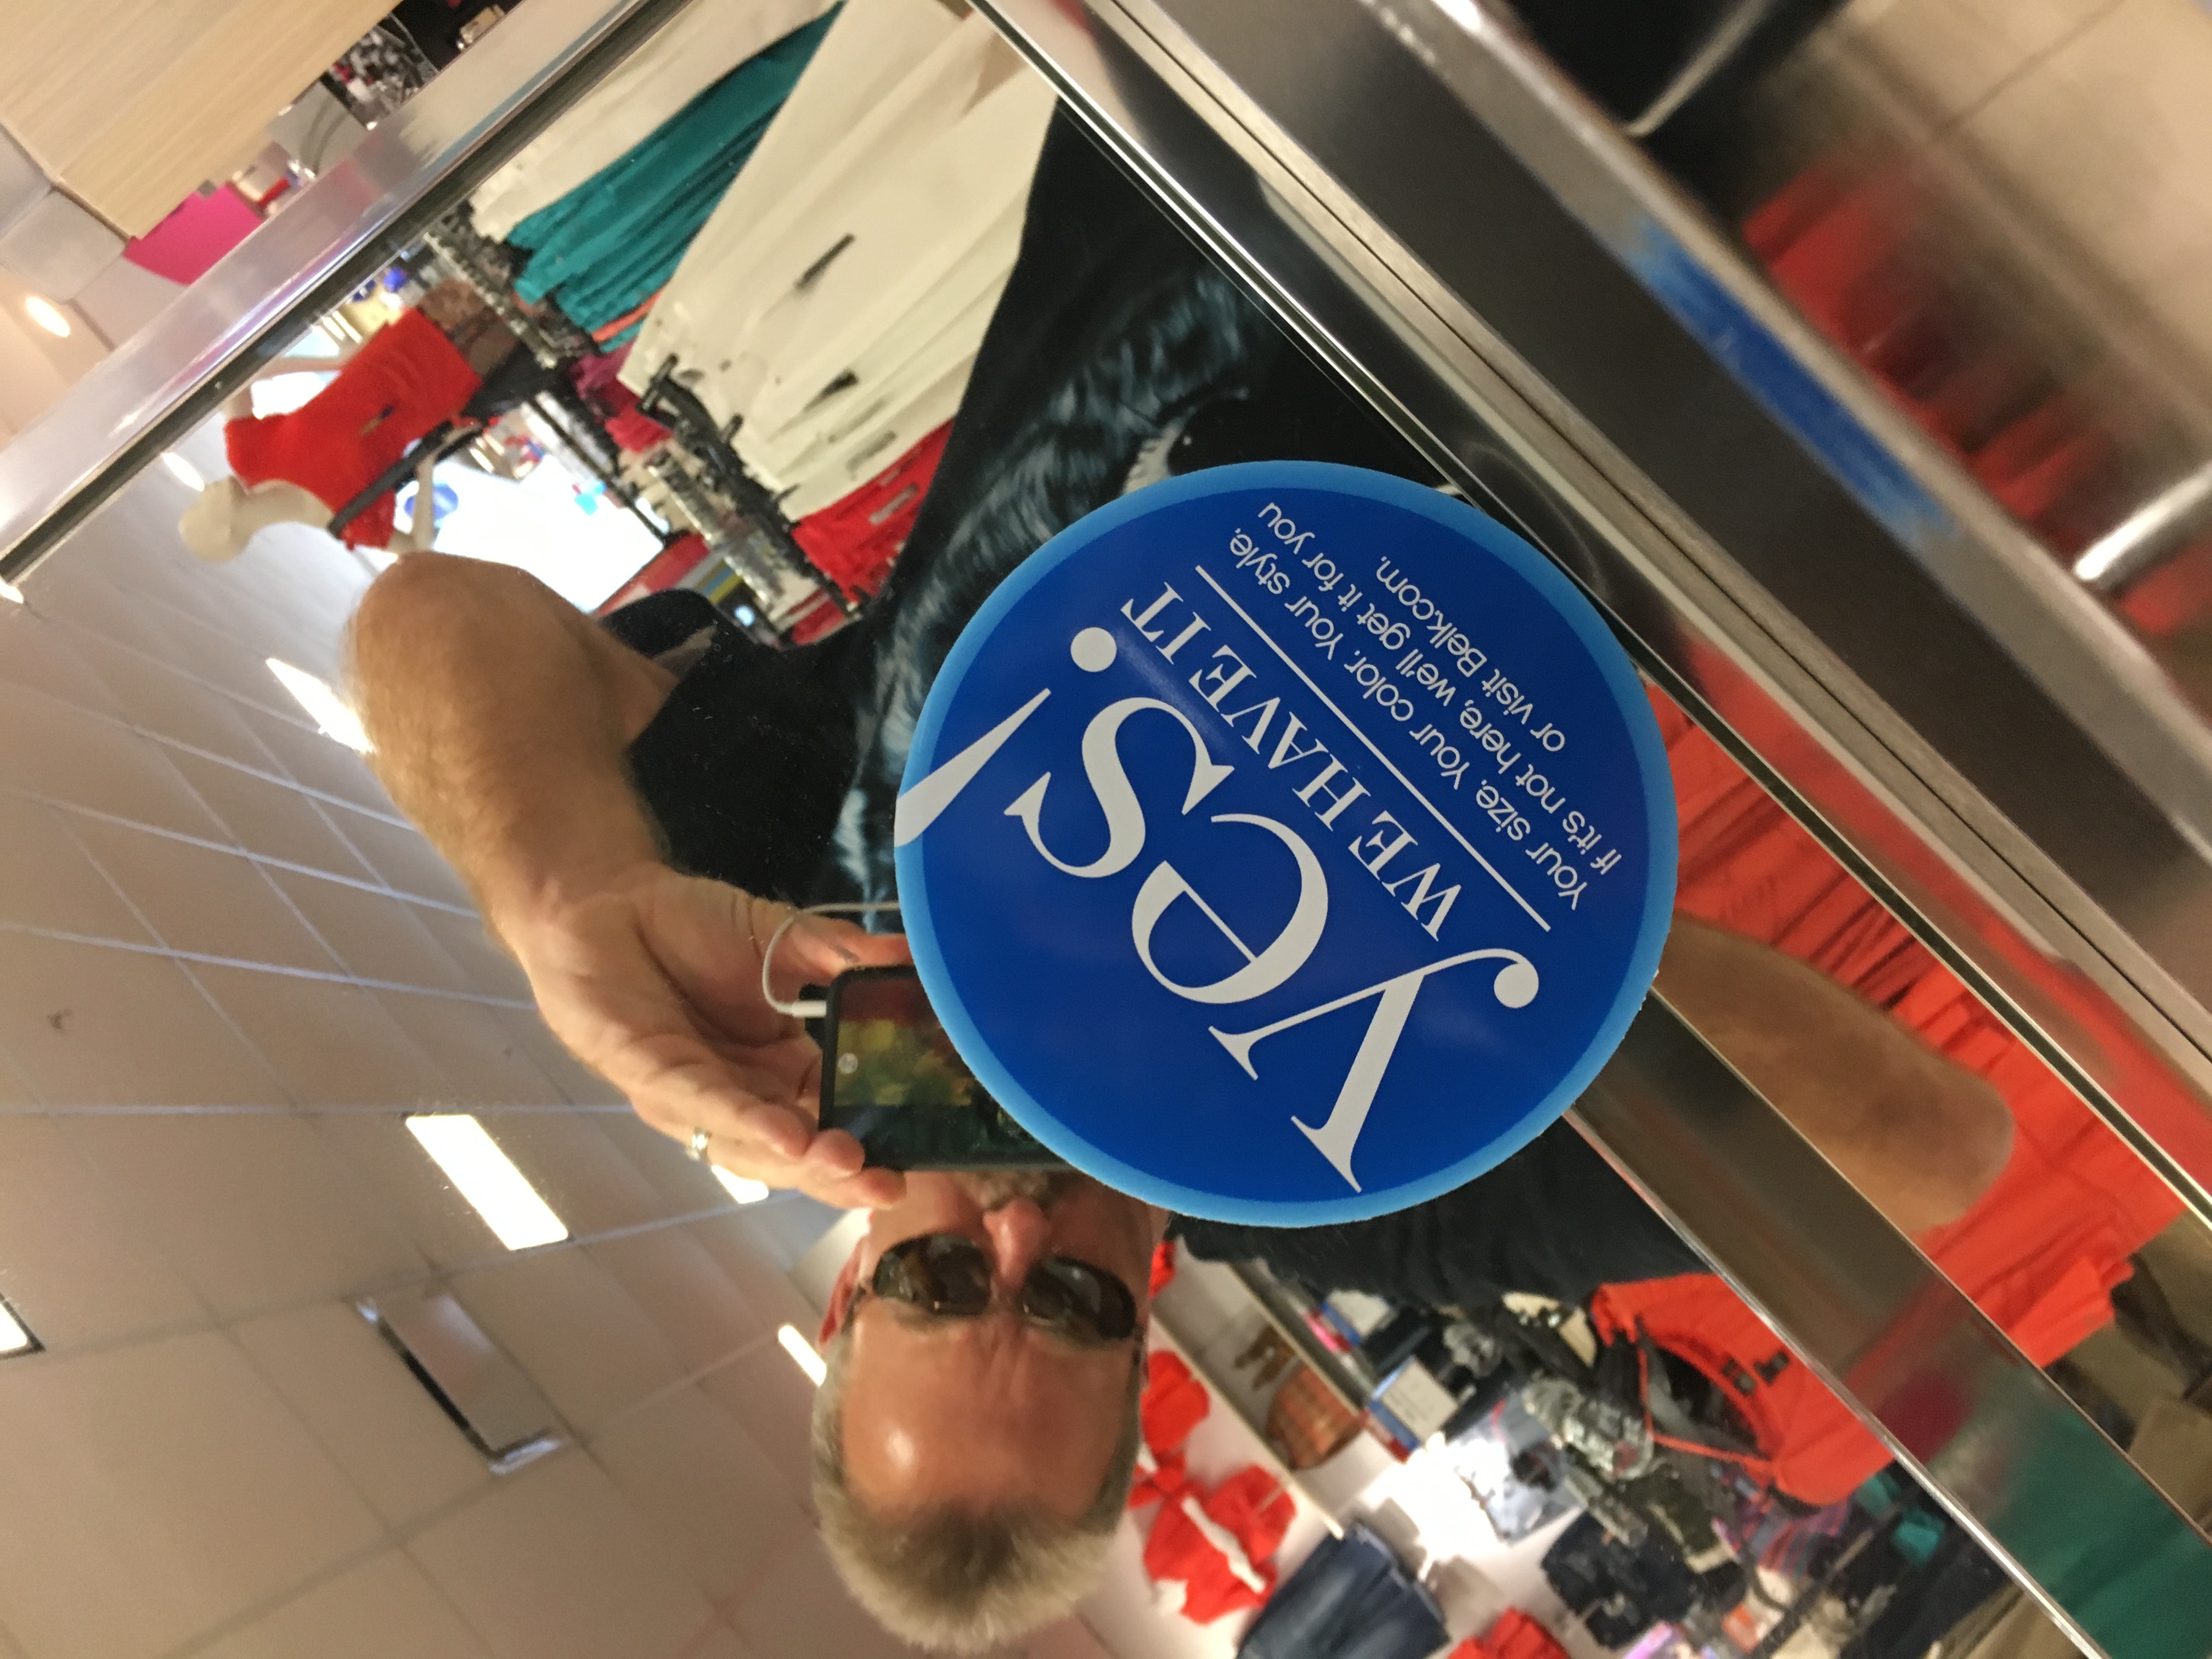 yes!
WE HAVE IT
Your size. Your color. Your style.
If it's not here, we'll get it for you
or visit Belk.com.